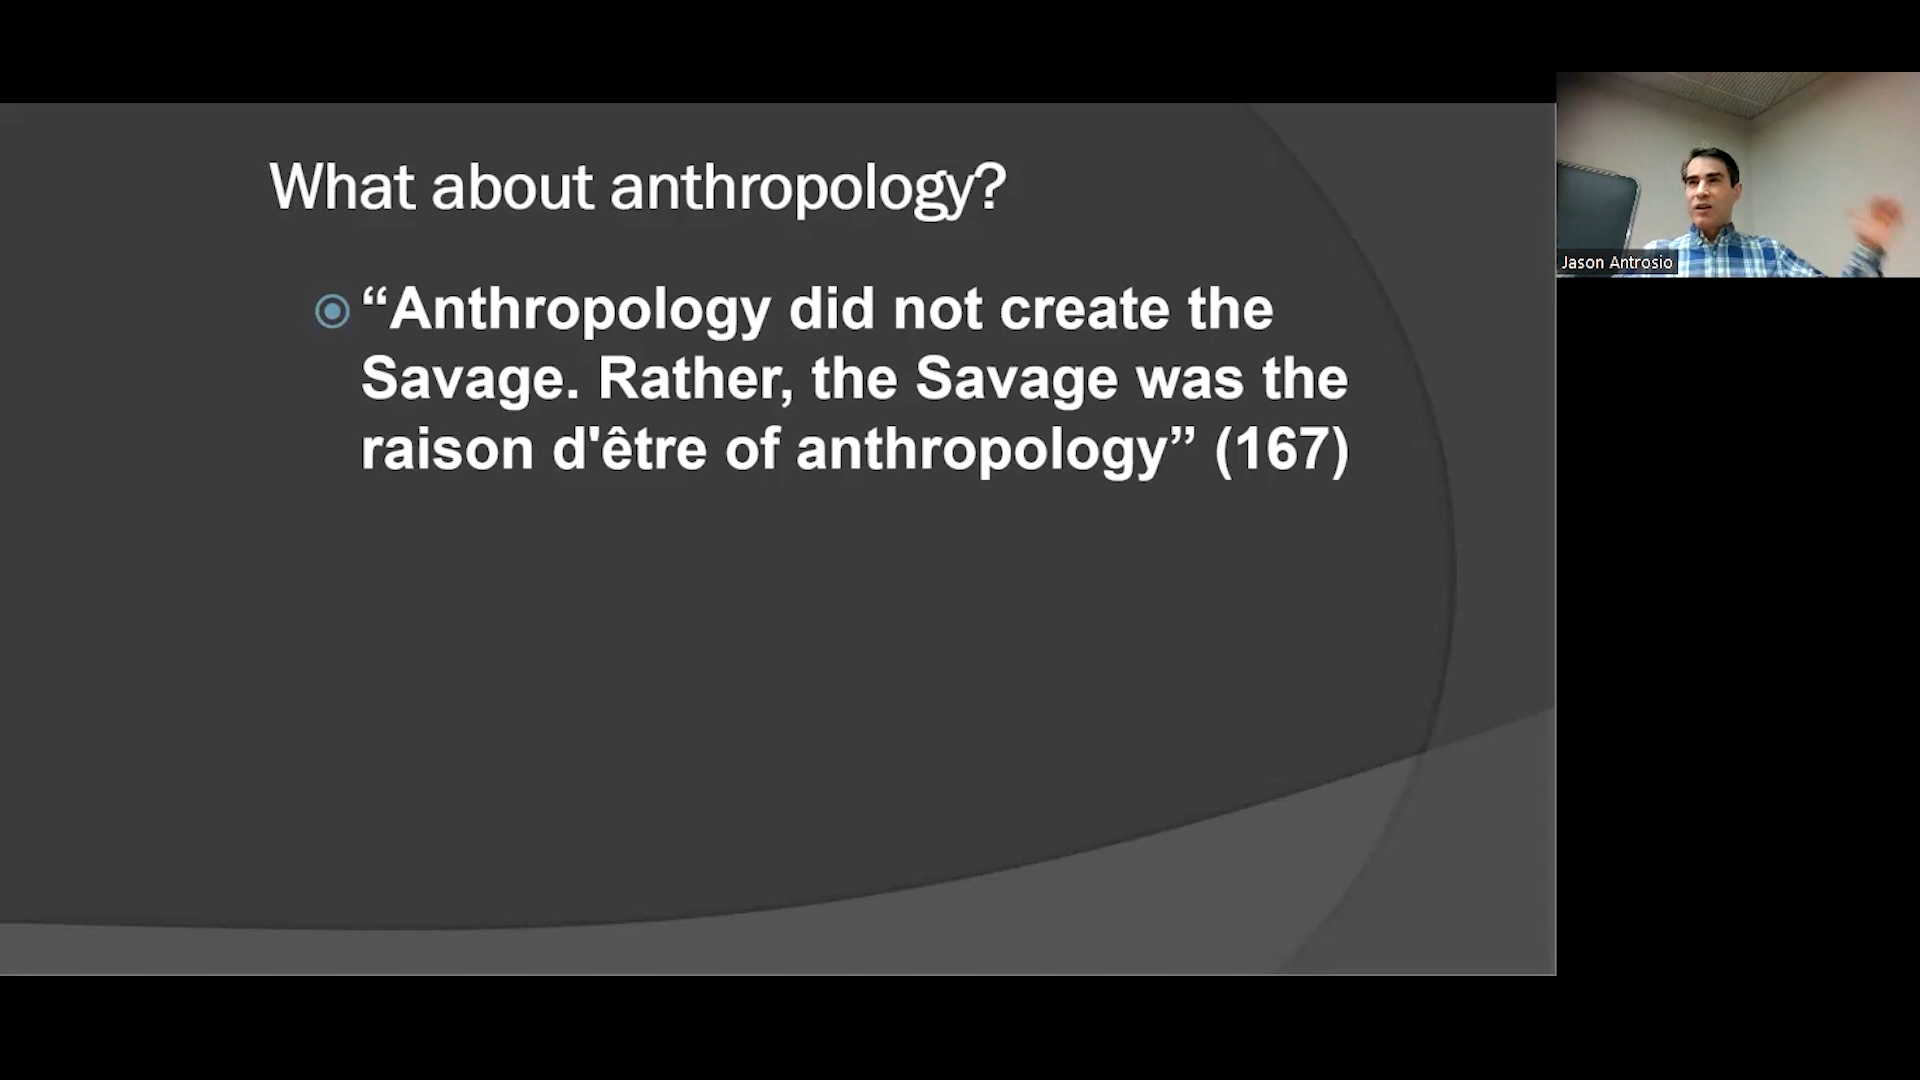 What about anthropology?
“Anthropology did not create the
Savage. Rather, the Savage was the
raison d'être of anthropology” (167)
Jason Antrosio